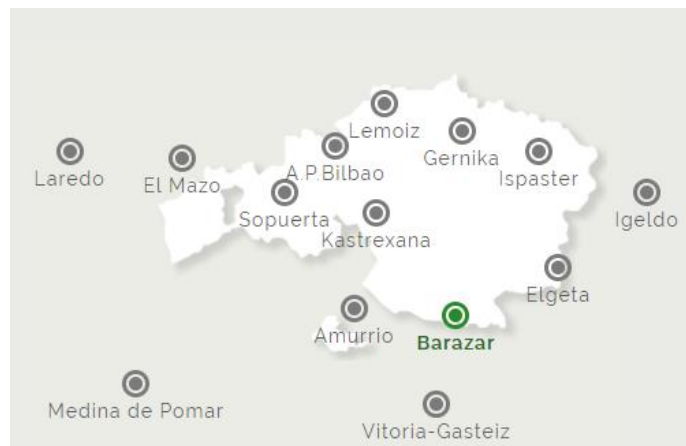 Lemoiz
Gernika
Laredo
El Mazo
A.P.Bilbao
Ispaster
Sopuerta
Kastrexana
Igeldo
Elgeta
Amurrio
Barazar
Medina de Pomar
Vitoria-Gasteiz